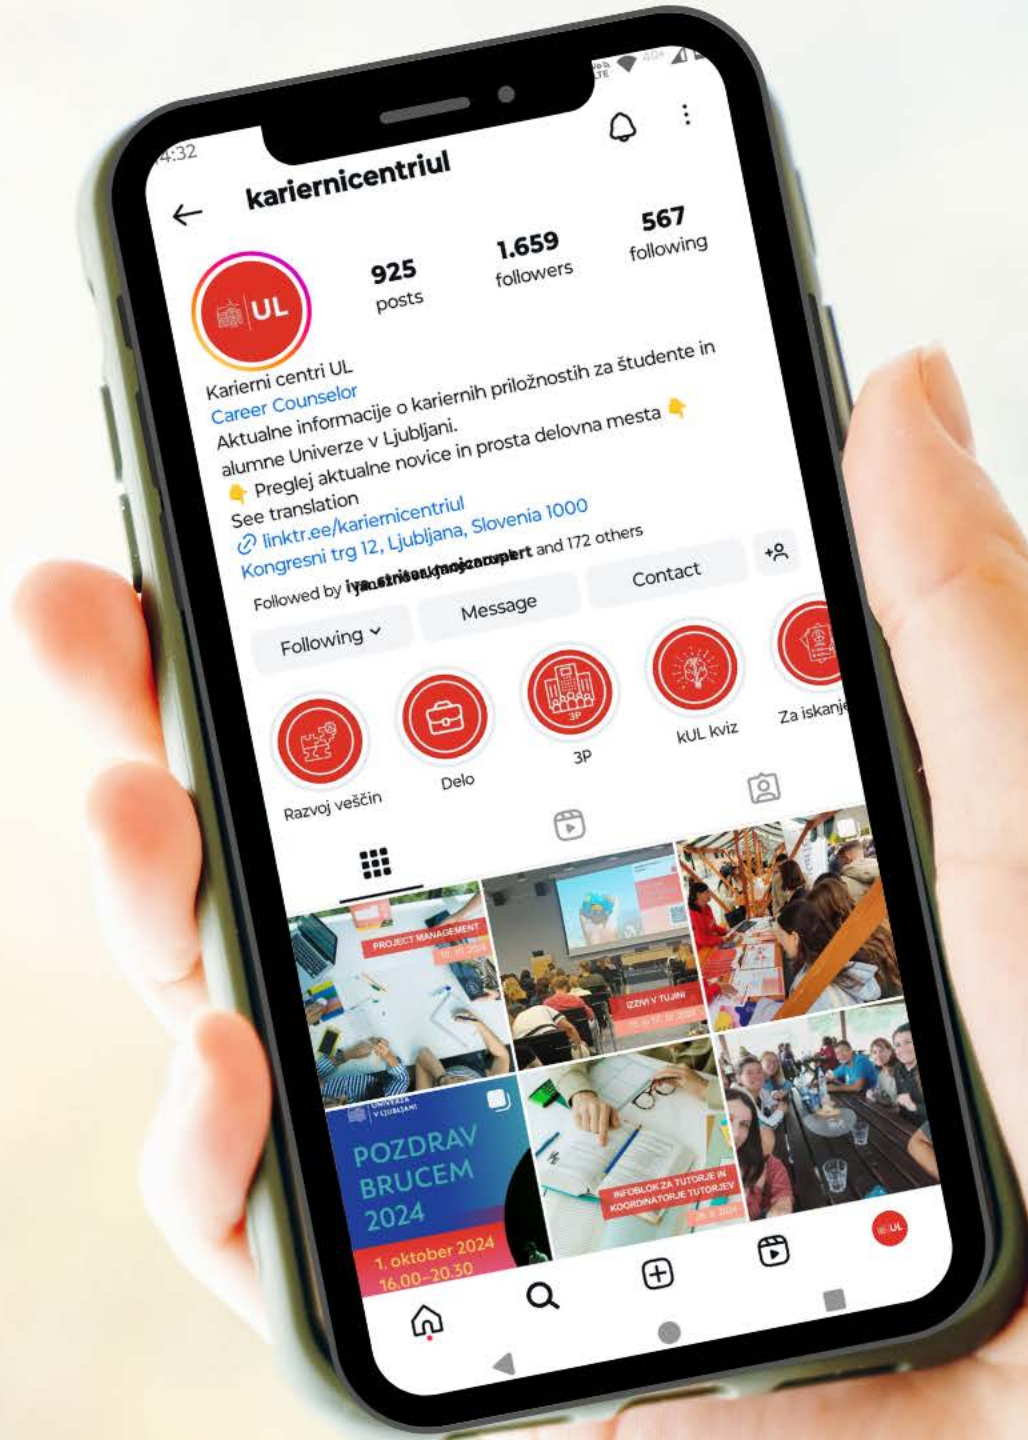 4:32
kariernicentriul
UL
925
posts
1.659
followers
567
following
Karierni centri UL
Career Counselor
Aktualne informacije o kariernih priložnostih za študente in
alumne Univerze v Ljubljani.
👇 Preglej aktualne novice in prosta delovna mesta 👇
See translation
linktr.ee/kariernicentriul
Kongresni trg 12, Ljubljana, Slovenia 1000
Followed by and 172 others
Following
Message
Contact
Razvoj veščin
Delo
3P
3P
kUL kviz
Za iskanje
PROJECT MANAGEMENT
IZZIVI V TUJINI
UNIVERZA
V LJUBLJANI
POZDRAV
BRUCEM
2024
1. oktober 2024
16.00–20.30
INFOBLOK ZA TUTORJE IN
KOORDINATORJE TUTORJEV
UL